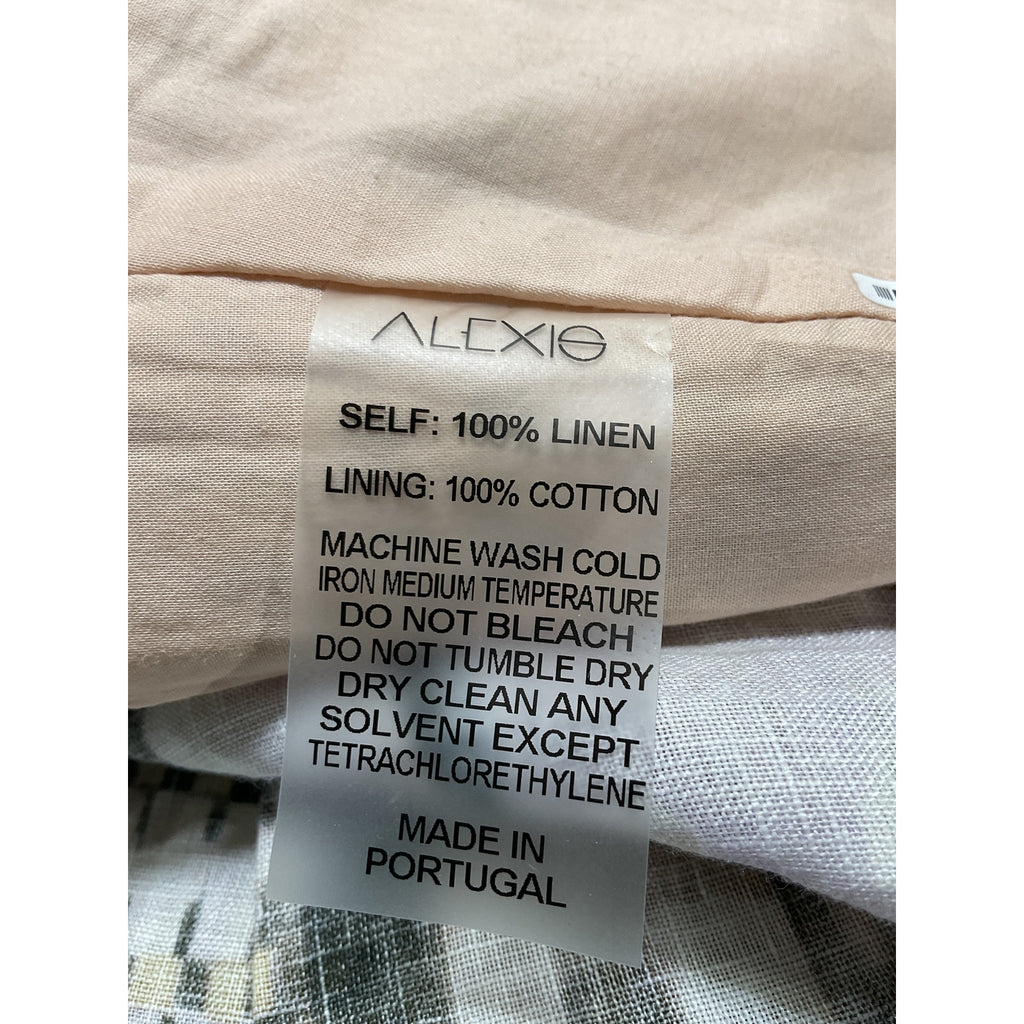 ALEXIS
SELF: 100% LINEN
LINING: 100% COTTON
MACHINE WASH COLD
IRON MEDIUM TEMPERATURE
DO NOT BLEACH
DO NOT TUMBLE DRY
DRY CLEAN ANY
SOLVENT EXCEPT
TETRACHLORETHYLENE
MADE IN
PORTUGAL